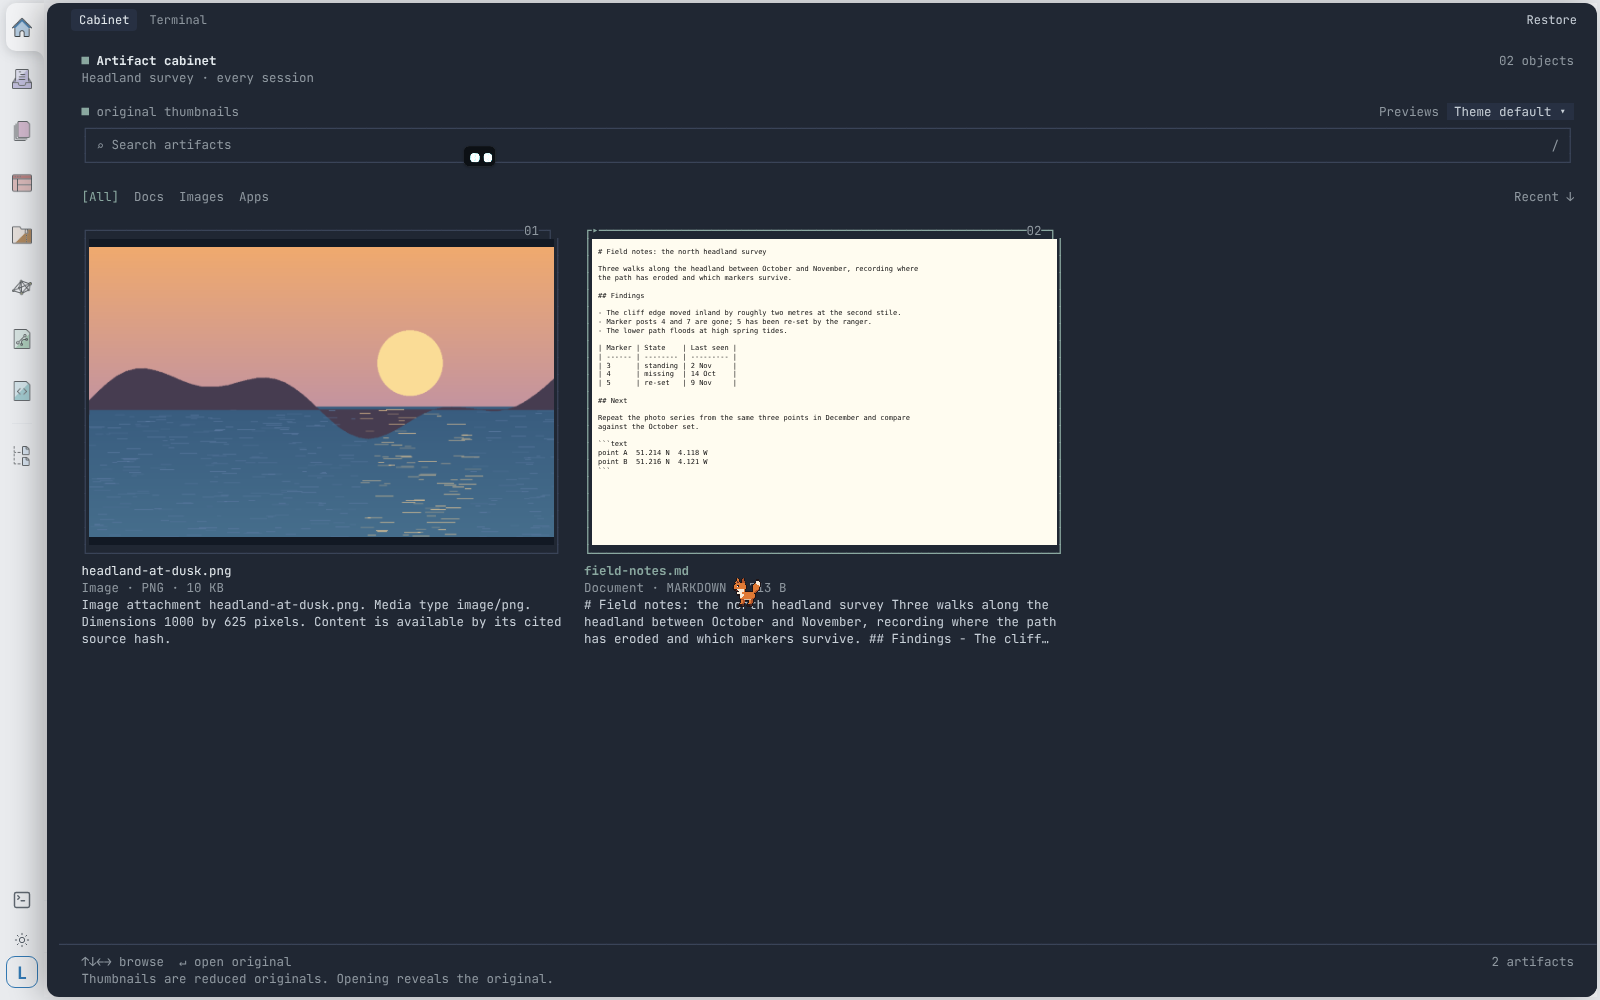 Cabinet Terminal Restore
Artifact cabinet 02 objects
Headland survey · every session
original thumbnails Previews Theme default ▾
⌕ Search artifacts /
[All] Docs Images Apps Recent ↓
01
02
# Field notes: the north headland survey
Three walks along the headland between October and November, recording where
the path has eroded and which markers survive.
## Findings
- The cliff edge moved inland by roughly two metres at the second stile.
- Marker posts 4 and 7 are gone; 5 has been re-set by the ranger.
- The lower path floods at high spring tides.
| Marker | State    | Last seen |
| ------ | -------- | --------- |
| 3      | standing | 2 Nov     |
| 4      | missing  | 14 Oct    |
| 5      | re-set   | 9 Nov     |
## Next
Repeat the photo series from the same three points in December and compare
against the October set.
```text
point A  51.214 N  4.118 W
point B  51.216 N  4.121 W
```
headland-at-dusk.png
Image · PNG · 10 KB
Image attachment headland-at-dusk.png. Media type image/png.
Dimensions 1000 by 625 pixels. Content is available by its cited
source hash.
field-notes.md
Document · MARKDOWN B
# Field notes: the north headland survey Three walks along the
headland between October and November, recording where the path
has eroded and which markers survive. ## Findings - The cliff…
L
↑↓←→ browse ↵ open original 2 artifacts
Thumbnails are reduced originals. Opening reveals the original.